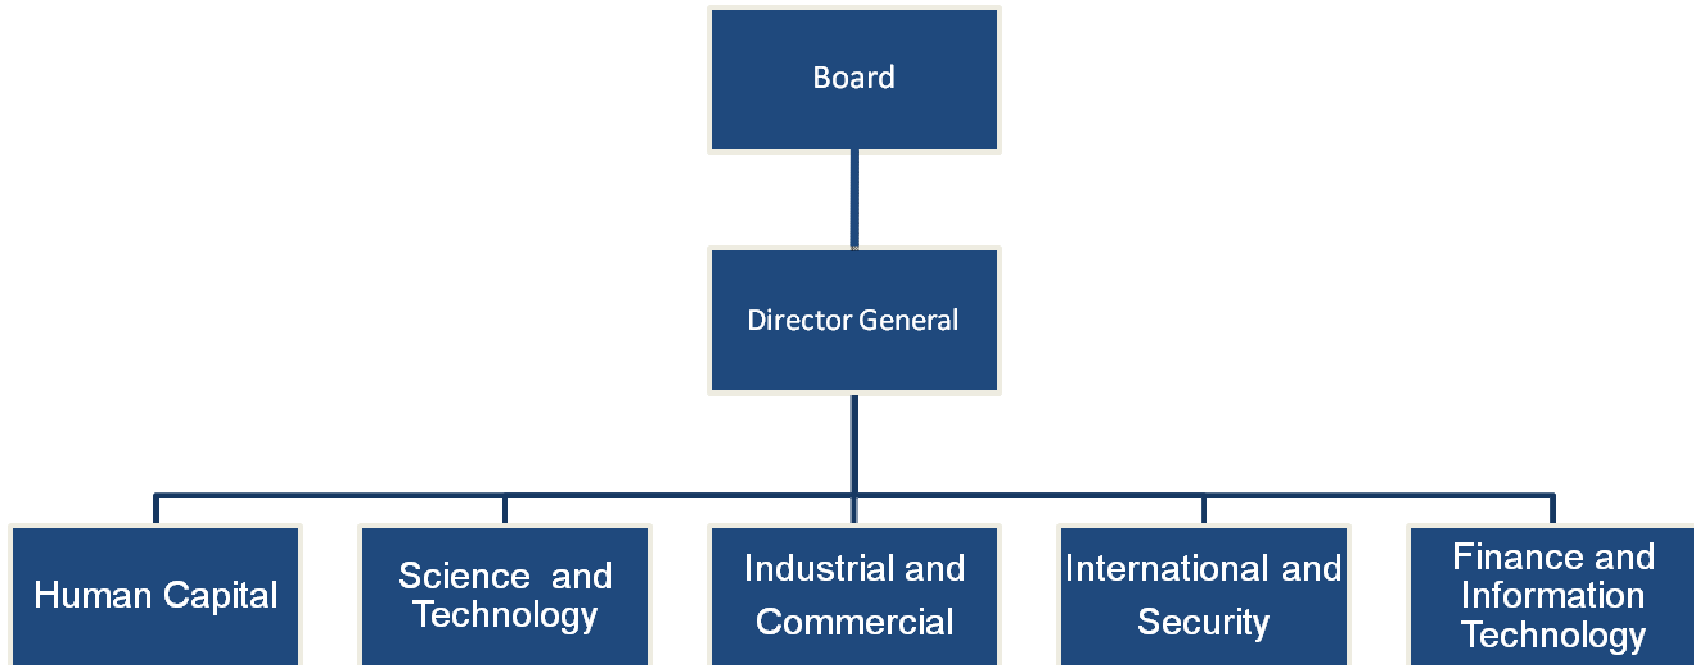 Board
Director General
Human Capital
Science and
Technology
Industrial and
Commercial
International and
Security
Finance and
Information
Technology